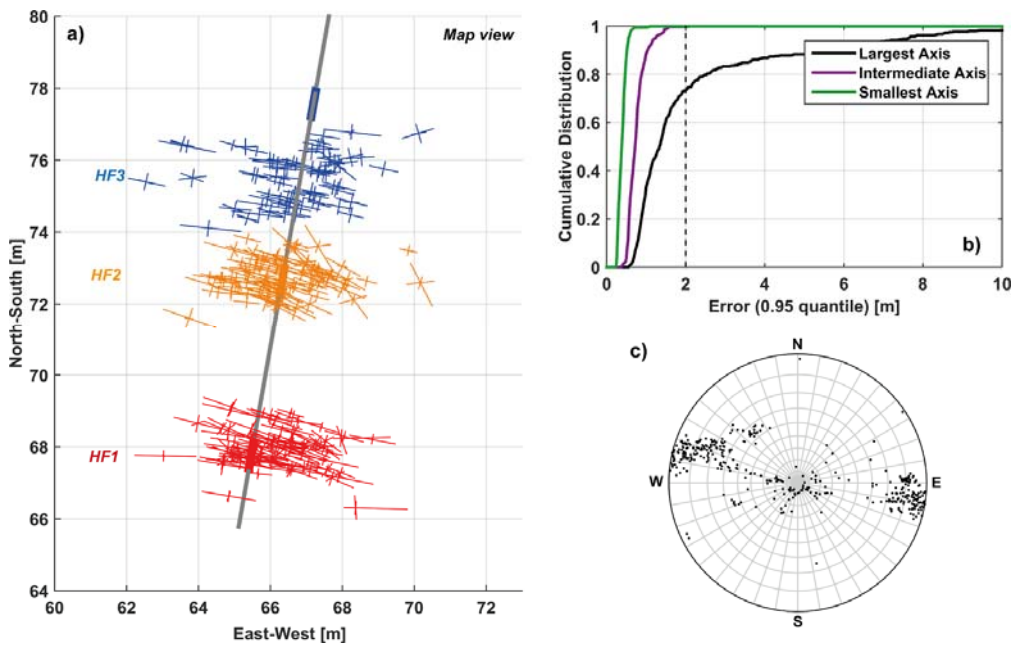 a)
Map view
HF3
HF2
HF1
80
78
76
74
72
70
68
66
64
60
62
64
66
68
70
72
North-South [m]
East-West [m]
1
0.8
0.6
0.4
0.2
0
0
2
4
6
8
10
Cumulative Distribution
Error (0.95 quantile) [m]
Largest Axis
Intermediate Axis
Smallest Axis
b)
c)
N
W
E
S